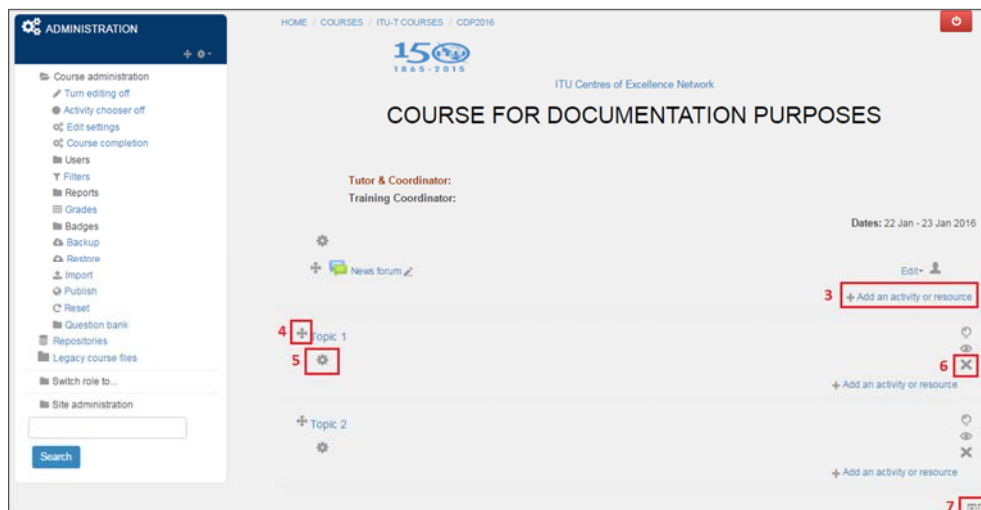 ADMINISTRATION
Course administration
Turn editing off
Activity chooser off
Edit settings
Course completion
Users
Filters
Reports
Grades
Badges
Backup
Restore
Import
Publish
Reset
Question bank
Repositories
Legacy course files
Switch role to...
Site administration
Search
HOME / COURSES / ITU-T COURSES / CDP2016
150
1865-2015
ITU Centres of Excellence Network
COURSE FOR DOCUMENTATION PURPOSES
Tutor & Coordinator:
Training Coordinator:
Dates: 22 Jan - 23 Jan 2016
News forum
Edit
3 Add an activity or resource
4 Topic 1
5
6
Add an activity or resource
Topic 2
Add an activity or resource
7